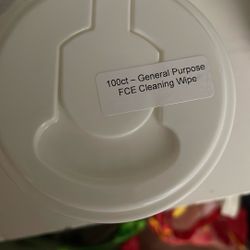 100ct – General Purpose
FCE Cleaning Wipe